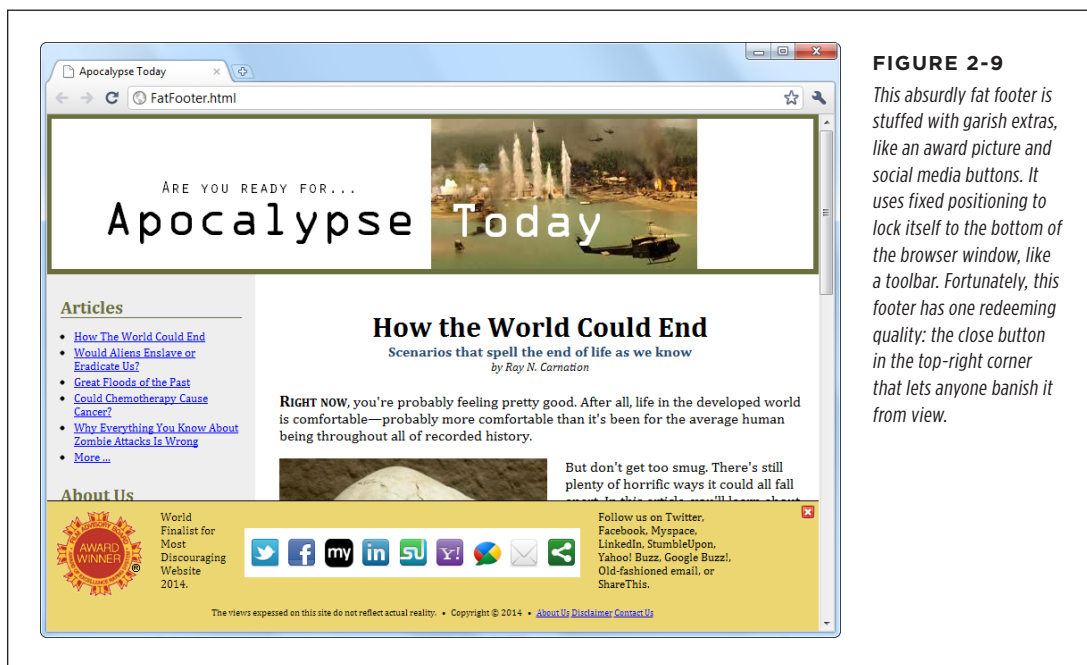 Apocalypse Today
FatFooter.html
ARE YOU READY FOR...
Apocalypse Today
Articles
• How The World Could End
• Would Aliens Enslave or
Eradicate Us?
• Great Floods of the Past
• Could Chemotherapy Cause
Cancer?
• Why Everything You Know About
Zombie Attacks Is Wrong
• More ...
About Us
How the World Could End
Scenarios that spell the end of life as we know
by Ray N. Carnation
RIGHT NOW, you're probably feeling pretty good. After all, life in the developed world
is comfortable—probably more comfortable than it's been for the average human
being throughout all of recorded history.
But don't get too smug. There's still
plenty of horrific ways it could all fall
apart. In this article, you'll learn about
AWARD
WINNER
®
World
Finalist for
Most
Discouraging
Website
2014.
my
in
Y!
Follow us on Twitter,
Facebook, Myspace,
LinkedIn, StumbleUpon,
Yahoo! Buzz, Google Buzz!,
Old-fashioned email, or
ShareThis.
The views expressed on this site do not reflect actual reality. • Copyright © 2014 • About Us Disclaimer Contact Us
FIGURE 2-9
This absurdly fat footer is
stuffed with garish extras,
like an award picture and
social media buttons. It
uses fixed positioning to
lock itself to the bottom of
the browser window, like
a toolbar. Fortunately, this
footer has one redeeming
quality: the close button
in the top-right corner
that lets anyone banish it
from view.